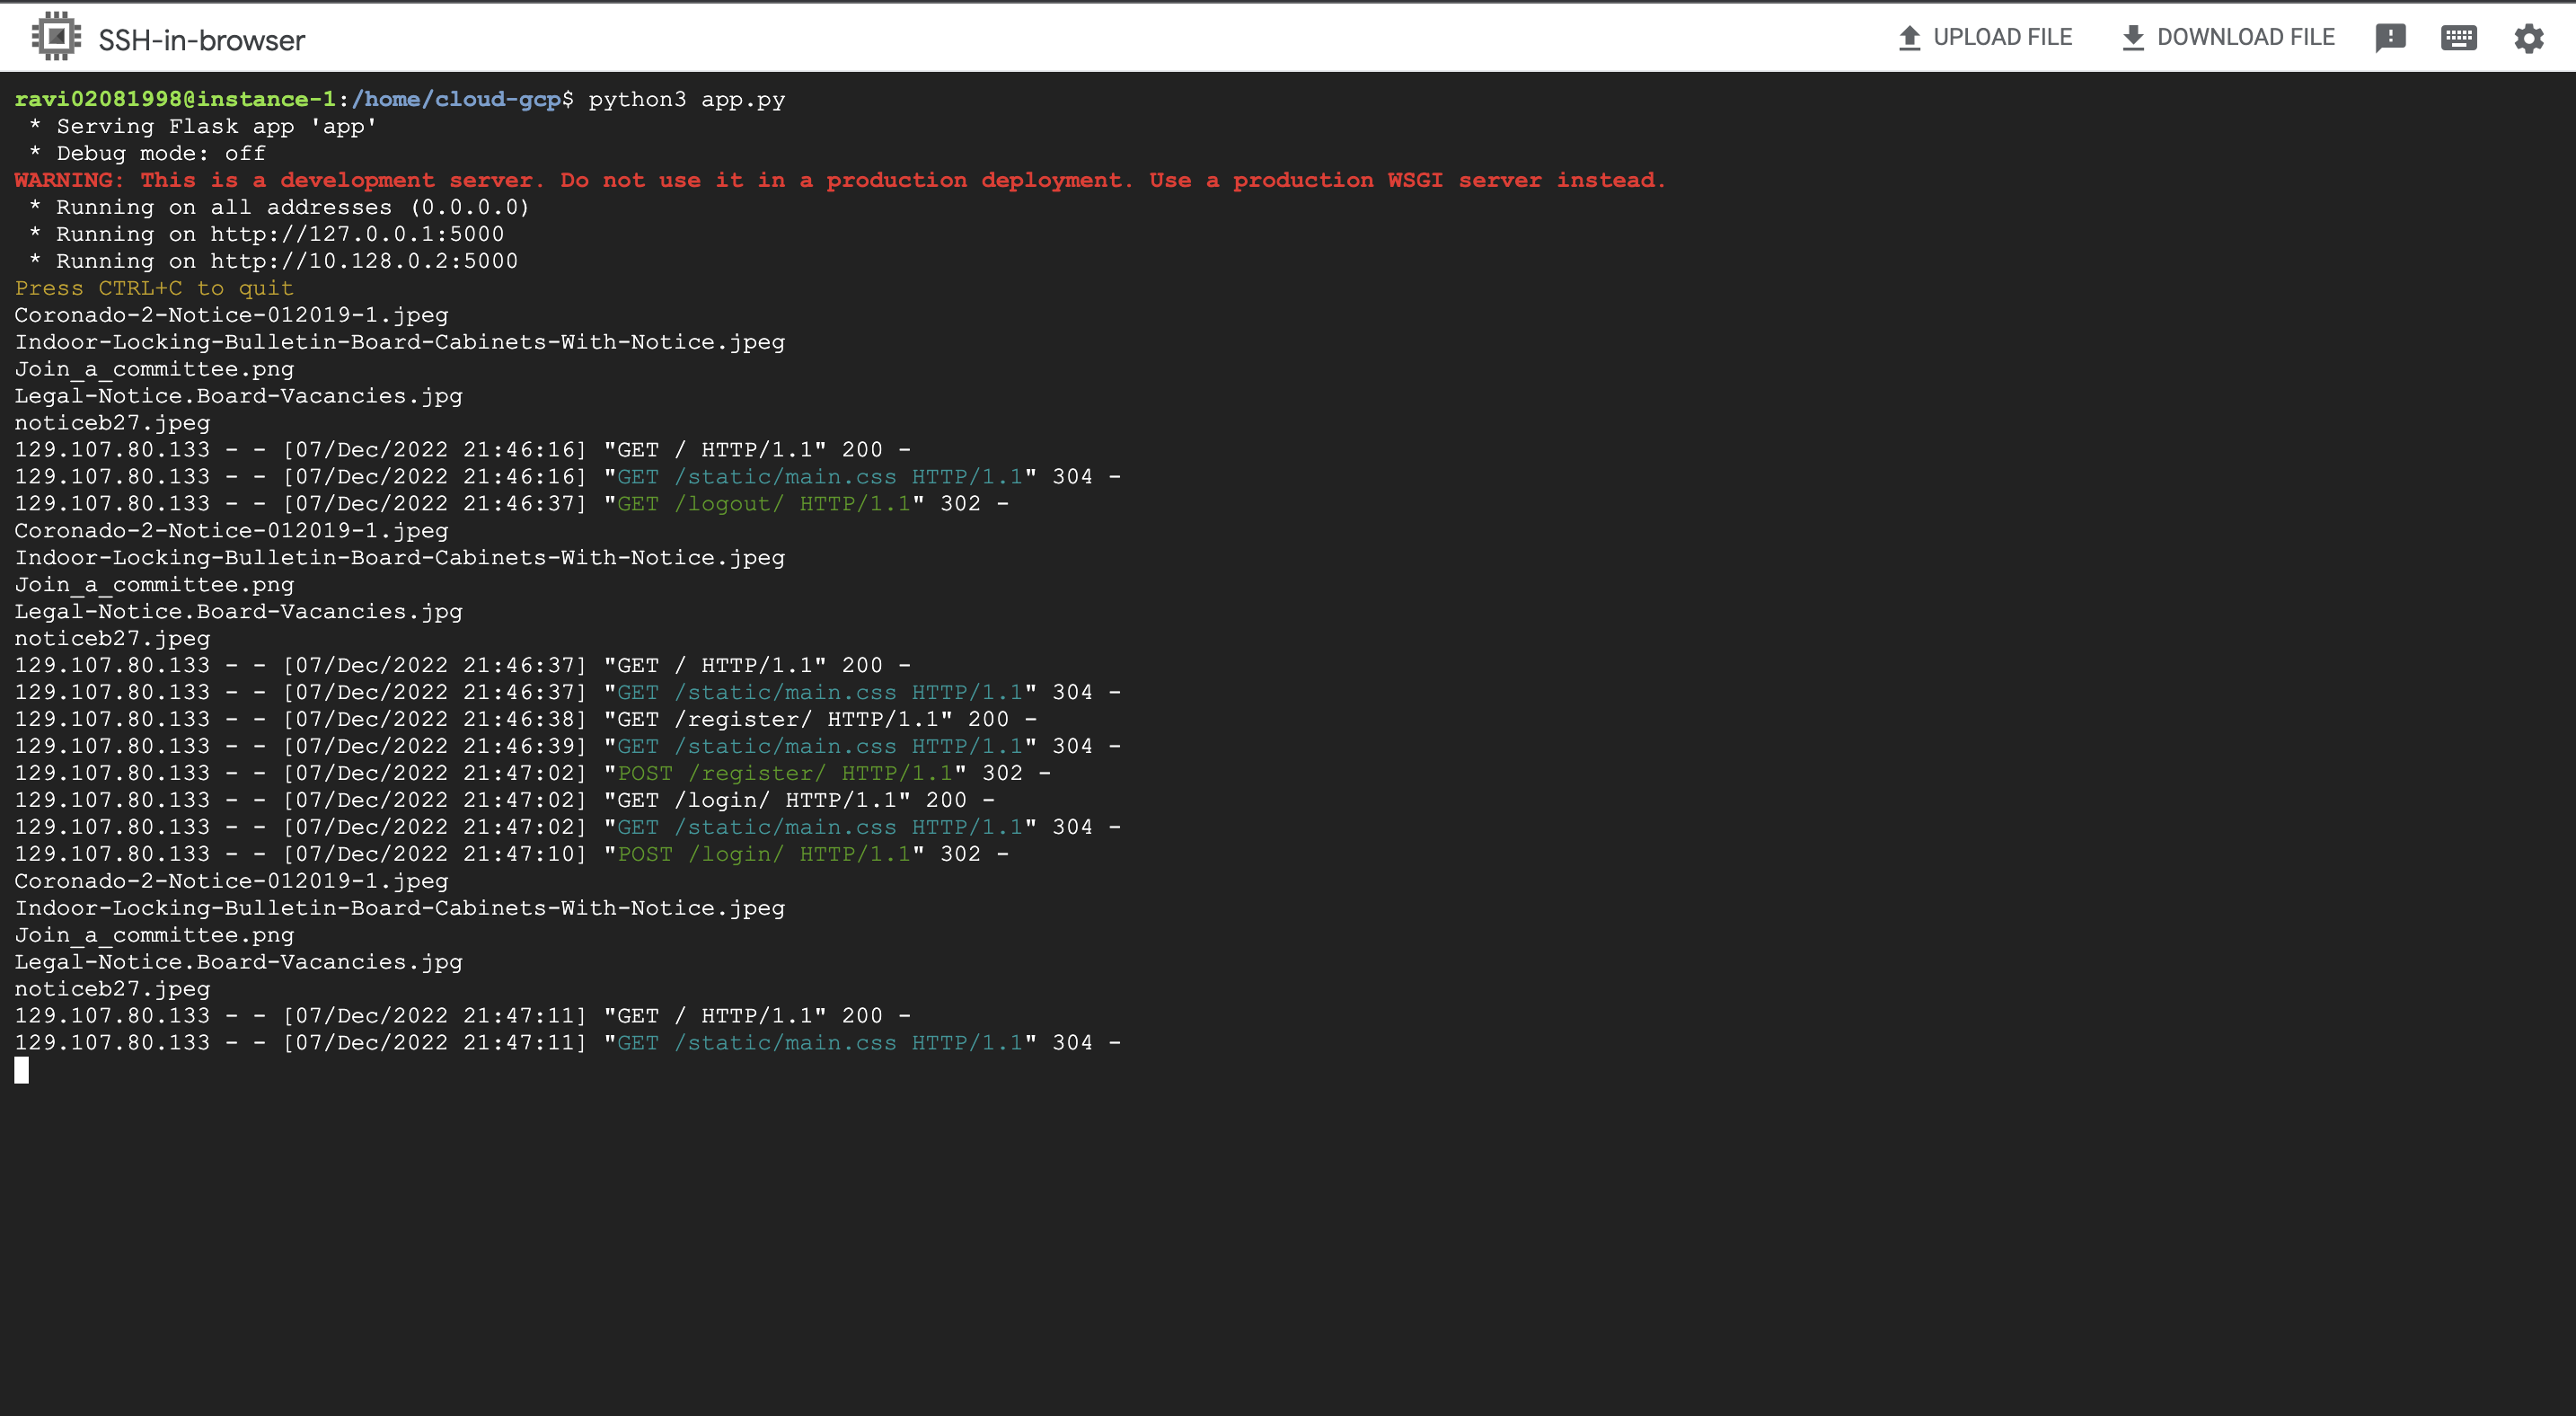 SSH-in-browser
UPLOAD FILE
DOWNLOAD FILE
ravi02081998@instance-1:/home/cloud-gcp$ python3 app.py
 * Serving Flask app 'app'
 * Debug mode: off
WARNING: This is a development server. Do not use it in a production deployment. Use a production WSGI server instead.
 * Running on all addresses (0.0.0.0)
 * Running on http://127.0.0.1:5000
 * Running on http://10.128.0.2:5000
Press CTRL+C to quit
Coronado-2-Notice-012019-1.jpeg
Indoor-Locking-Bulletin-Board-Cabinets-With-Notice.jpeg
Join_a_committee.png
Legal-Notice.Board-Vacancies.jpg
noticeb27.jpeg
129.107.80.133 - - [07/Dec/2022 21:46:16] "GET / HTTP/1.1" 200 -
129.107.80.133 - - [07/Dec/2022 21:46:16] "GET /static/main.css HTTP/1.1" 304 -
129.107.80.133 - - [07/Dec/2022 21:46:37] "GET /logout/ HTTP/1.1" 302 -
Coronado-2-Notice-012019-1.jpeg
Indoor-Locking-Bulletin-Board-Cabinets-With-Notice.jpeg
Join_a_committee.png
Legal-Notice.Board-Vacancies.jpg
noticeb27.jpeg
129.107.80.133 - - [07/Dec/2022 21:46:37] "GET / HTTP/1.1" 200 -
129.107.80.133 - - [07/Dec/2022 21:46:37] "GET /static/main.css HTTP/1.1" 304 -
129.107.80.133 - - [07/Dec/2022 21:46:38] "GET /register/ HTTP/1.1" 200 -
129.107.80.133 - - [07/Dec/2022 21:46:39] "GET /static/main.css HTTP/1.1" 304 -
129.107.80.133 - - [07/Dec/2022 21:47:02] "POST /register/ HTTP/1.1" 302 -
129.107.80.133 - - [07/Dec/2022 21:47:02] "GET /login/ HTTP/1.1" 200 -
129.107.80.133 - - [07/Dec/2022 21:47:02] "GET /static/main.css HTTP/1.1" 304 -
129.107.80.133 - - [07/Dec/2022 21:47:10] "POST /login/ HTTP/1.1" 302 -
Coronado-2-Notice-012019-1.jpeg
Indoor-Locking-Bulletin-Board-Cabinets-With-Notice.jpeg
Join_a_committee.png
Legal-Notice.Board-Vacancies.jpg
noticeb27.jpeg
129.107.80.133 - - [07/Dec/2022 21:47:11] "GET / HTTP/1.1" 200 -
129.107.80.133 - - [07/Dec/2022 21:47:11] "GET /static/main.css HTTP/1.1" 304 -